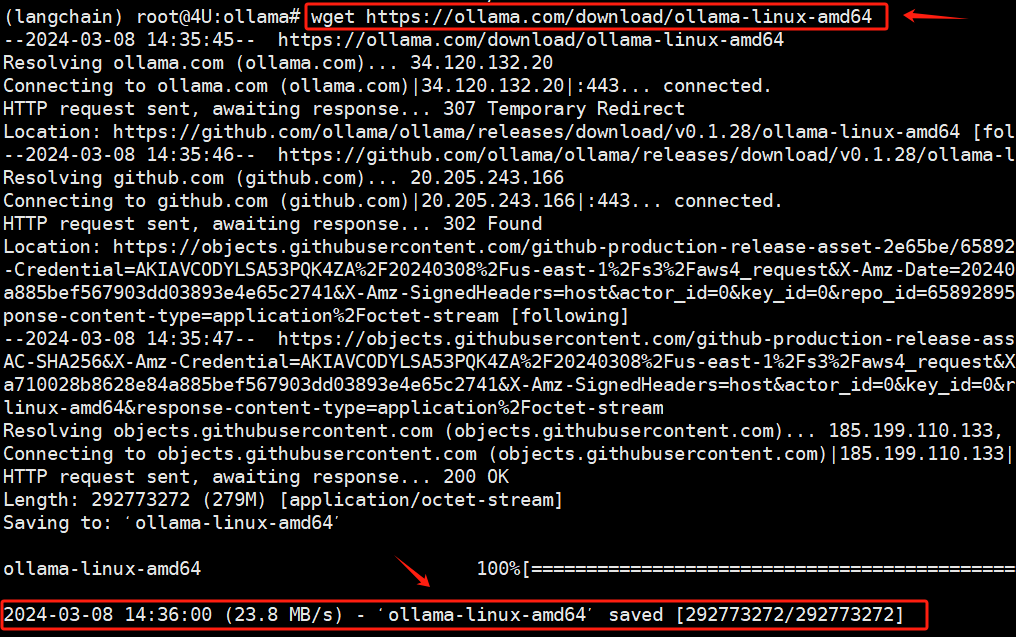 (langchain) root@4U:ollama# wget https://ollama.com/download/ollama-linux-amd64
--2024-03-08 14:35:45--  https://ollama.com/download/ollama-linux-amd64
Resolving ollama.com (ollama.com)... 34.120.132.20
Connecting to ollama.com (ollama.com)|34.120.132.20|:443... connected.
HTTP request sent, awaiting response... 307 Temporary Redirect
Location: https://github.com/ollama/ollama/releases/download/v0.1.28/ollama-linux-amd64 [fol
--2024-03-08 14:35:46--  https://github.com/ollama/ollama/releases/download/v0.1.28/ollama-l
Resolving github.com (github.com)... 20.205.243.166
Connecting to github.com (github.com)|20.205.243.166|:443... connected.
HTTP request sent, awaiting response... 302 Found
Location: https://objects.githubusercontent.com/github-production-release-asset-2e65be/65892
-Credential=AKIAVCODYLSA53PQK4ZA%2F20240308%2Fus-east-1%2Fs3%2Faws4_request&X-Amz-Date=20240
a885bef567903dd03893e4e65c2741&X-Amz-SignedHeaders=host&actor_id=0&key_id=0&repo_id=65892895
ponse-content-type=application%2Foctet-stream [following]
--2024-03-08 14:35:47--  https://objects.githubusercontent.com/github-production-release-ass
AC-SHA256&X-Amz-Credential=AKIAVCODYLSA53PQK4ZA%2F20240308%2Fus-east-1%2Fs3%2Faws4_request&X
a710028b8628e84a885bef567903dd03893e4e65c2741&X-Amz-SignedHeaders=host&actor_id=0&key_id=0&r
linux-amd64&response-content-type=application%2Foctet-stream
Resolving objects.githubusercontent.com (objects.githubusercontent.com)... 185.199.110.133,
Connecting to objects.githubusercontent.com (objects.githubusercontent.com)|185.199.110.133|
HTTP request sent, awaiting response... 200 OK
Length: 292773272 (279M) [application/octet-stream]
Saving to: ‘ollama-linux-amd64’
ollama-linux-amd64 100%[============================================
2024-03-08 14:36:00 (23.8 MB/s) - ‘ollama-linux-amd64’ saved [292773272/292773272]